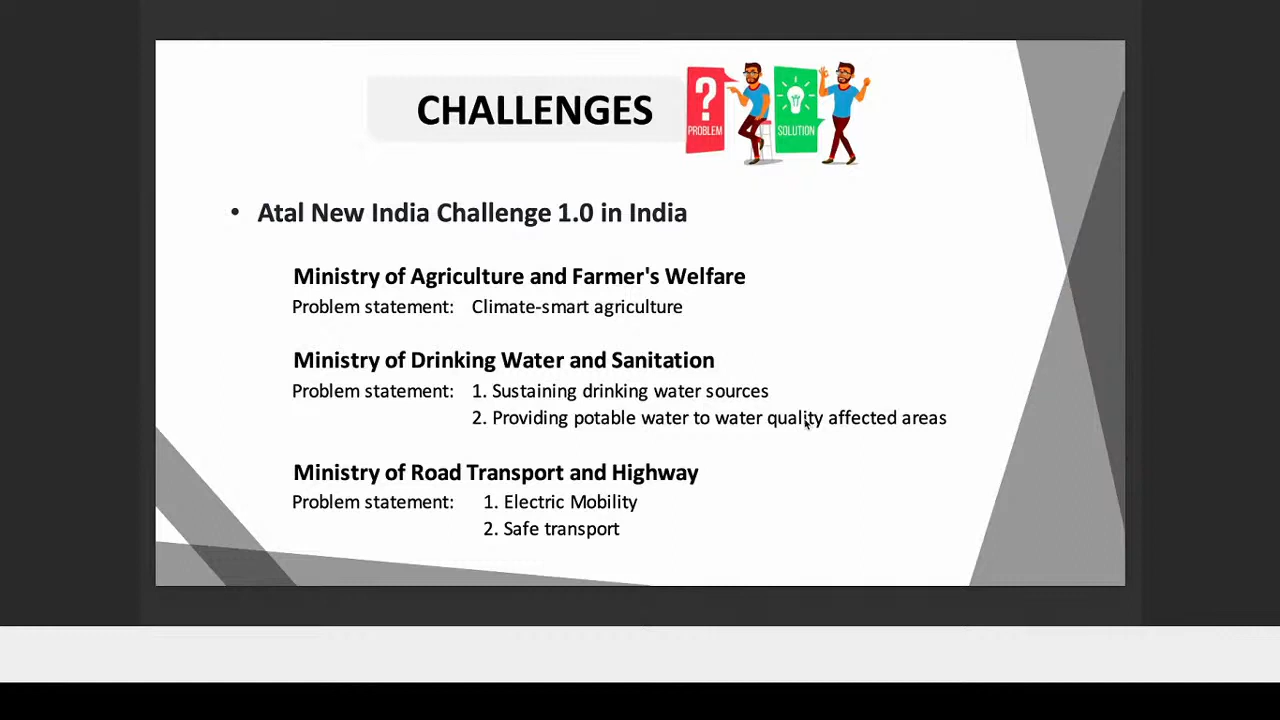 CHALLENGES
?
PROBLEM
SOLUTION
• Atal New India Challenge 1.0 in India
Ministry of Agriculture and Farmer's Welfare
Problem statement: Climate-smart agriculture
Ministry of Drinking Water and Sanitation
Problem statement: 1. Sustaining drinking water sources
2. Providing potable water to water quality affected areas
Ministry of Road Transport and Highway
Problem statement: 1. Electric Mobility
2. Safe transport